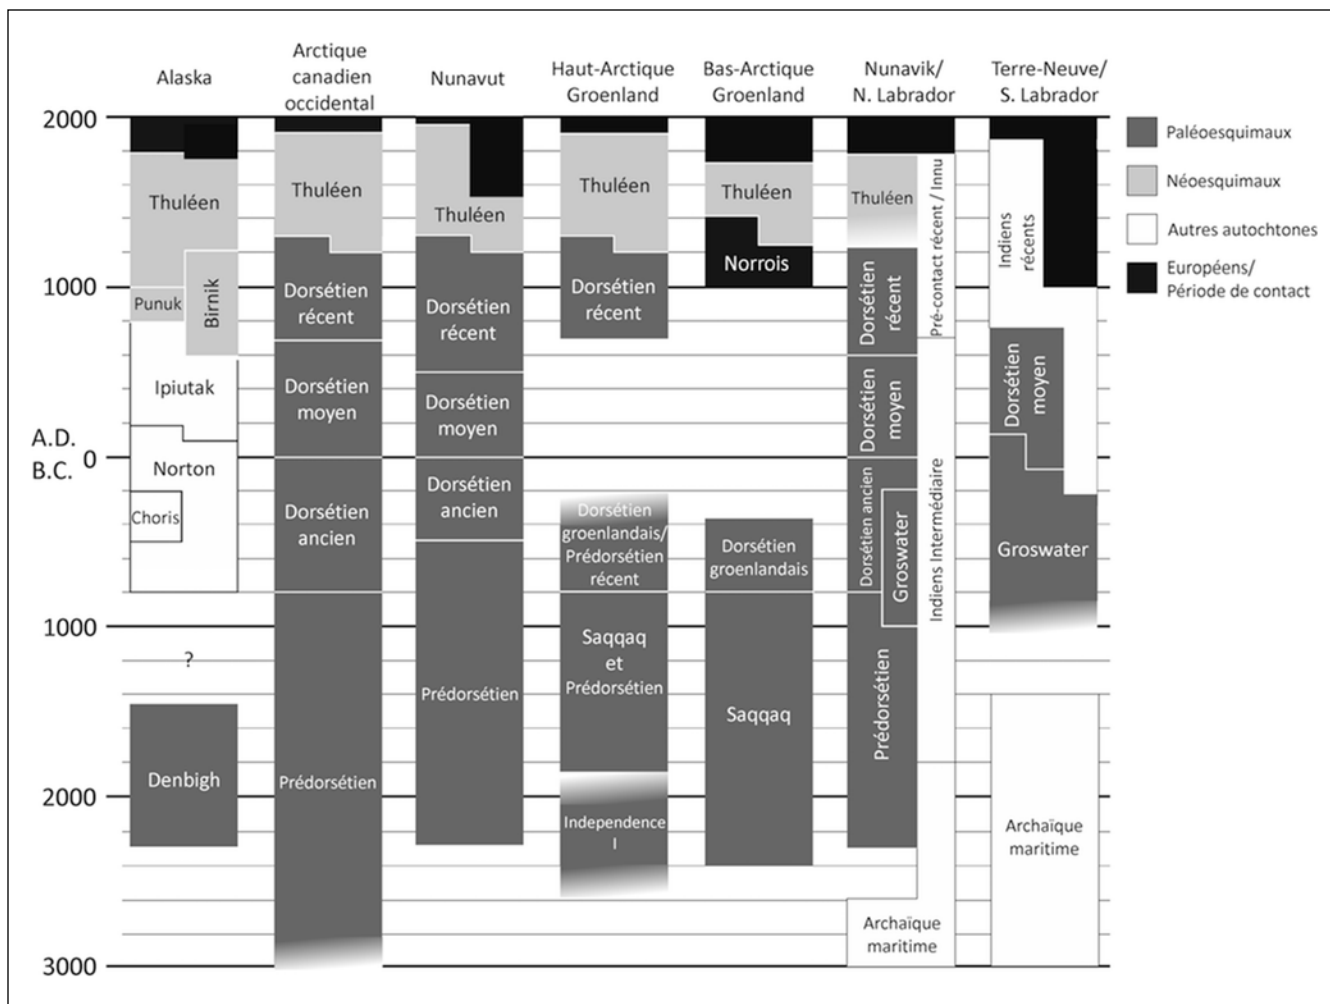 Alaska
Arctique
canadien
occidental
Nunavut
Haut-Arctique
Groenland
Bas-Arctique
Groenland
Nunavik/
N. Labrador
Terre-Neuve/
S. Labrador
2000
1000
A.D.
0
B.C.
1000
2000
3000
Thuléen
Punuk
Birnik
Ipiutak
Norton
Choris
?
Denbigh
Thuléen
Dorsétien
récent
Dorsétien
moyen
Dorsétien
ancien
Prédorsétien
Thuléen
Dorsétien
récent
Dorsétien
moyen
Dorsétien
ancien
Prédorsétien
Thuléen
Dorsétien
récent
Dorsétien
groenlandais/
Prédorsétien
récent
Saqqaq
et
Prédorsétien
Independence
I
Thuléen
Norrois
Dorsétien
groenlandais
Saqqaq
Thuléen
Dorsétien
récent
Dorsétien
moyen
Dorsétien ancien
Groswater
Prédorsétien
Pré-contact récent / Innu
Indiens Intermédiaire
Archaïque
maritime
Indiens
récents
Dorsétien
moyen
Groswater
Archaïque
maritime
Paléoesquimaux
Néoesquimaux
Autres autochtones
Européens/
Période de contact